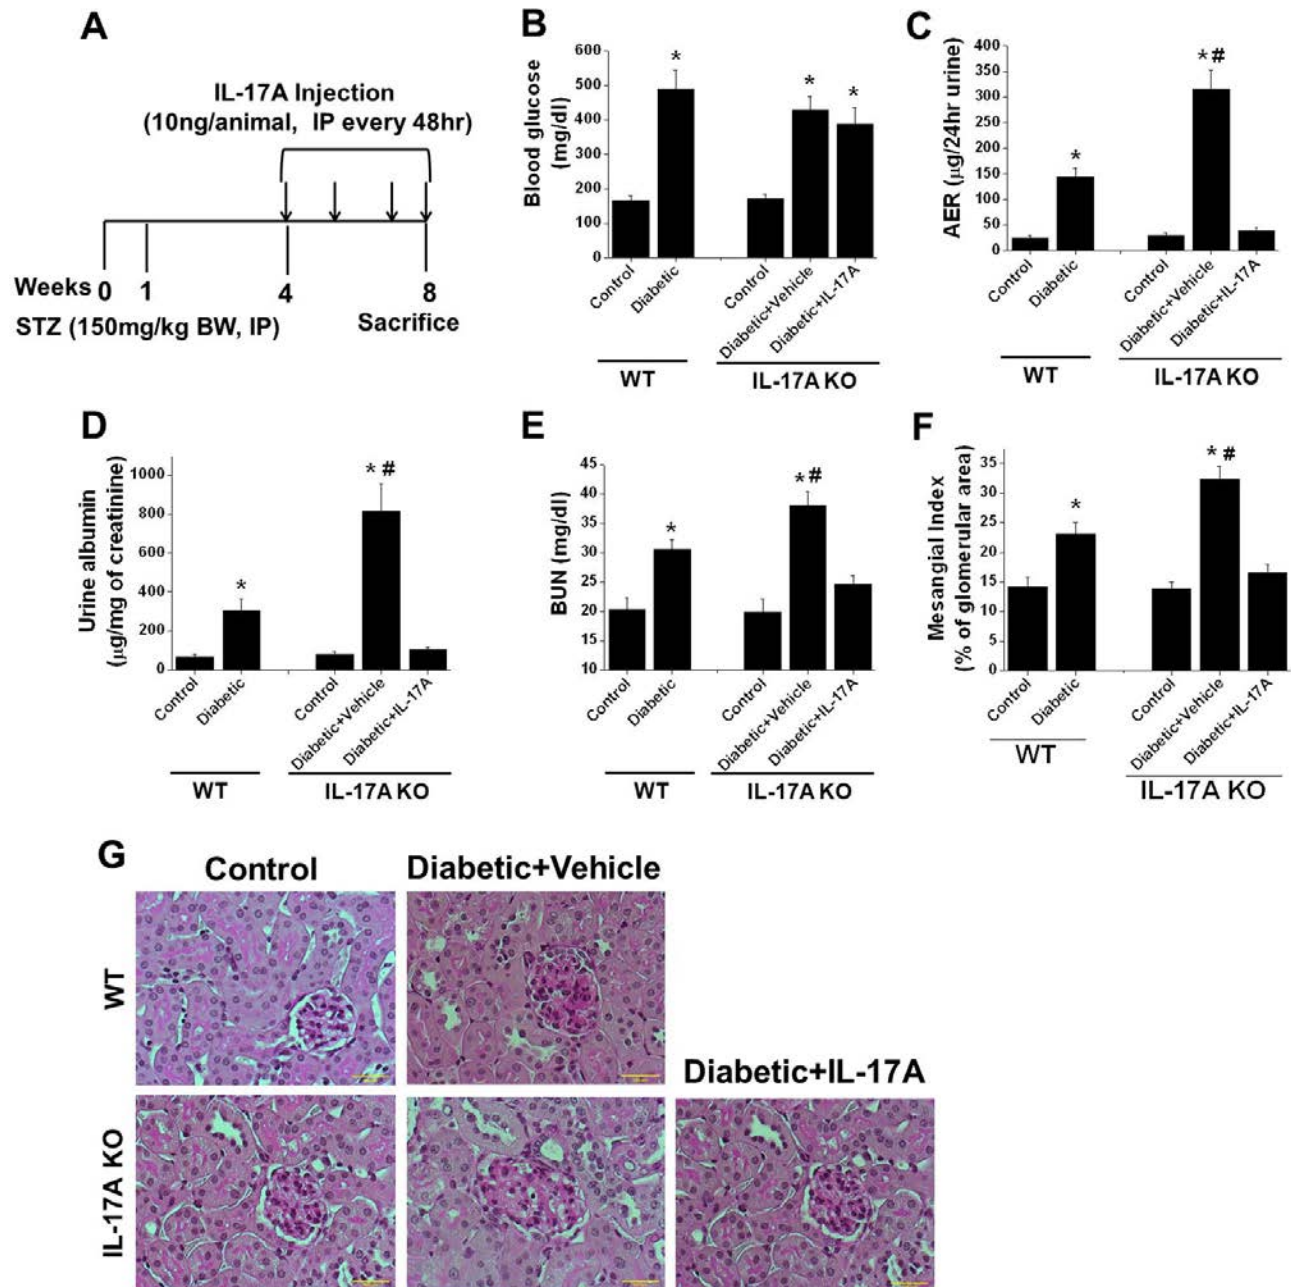 A
IL-17A Injection
(10ng/animal, IP every 48hr)
Weeks 0 1 4 8
STZ (150mg/kg BW, IP) Sacrifice
B
Blood glucose
(mg/dl)
600
500
400
300
200
100
0
*
*
*
Control
Diabetic
Control
Diabetic+Vehicle
Diabetic+IL-17A
WT
IL-17A KO
C
AER (µg/24hr urine)
400
350
300
250
200
150
100
50
0
*
* #
Control
Diabetic
Control
Diabetic+Vehicle
Diabetic+IL-17A
WT
IL-17A KO
D
Urine albumin
(µg/mg of creatinine)
1000
800
600
400
200
0
*
* #
Control
Diabetic
Control
Diabetic+Vehicle
Diabetic+IL-17A
WT
IL-17A KO
E
BUN (mg/dl)
45
40
35
30
25
20
15
10
*
* #
Control
Diabetic
Control
Diabetic+Vehicle
Diabetic+IL-17A
WT
IL-17A KO
F
Mesangial Index
(% of glomerular area)
35
30
25
20
15
10
5
0
*
* #
Control
Diabetic
Control
Diabetic+Vehicle
Diabetic+IL-17A
WT
IL-17A KO
G
Control
Diabetic+Vehicle
WT
Diabetic+IL-17A
IL-17A KO